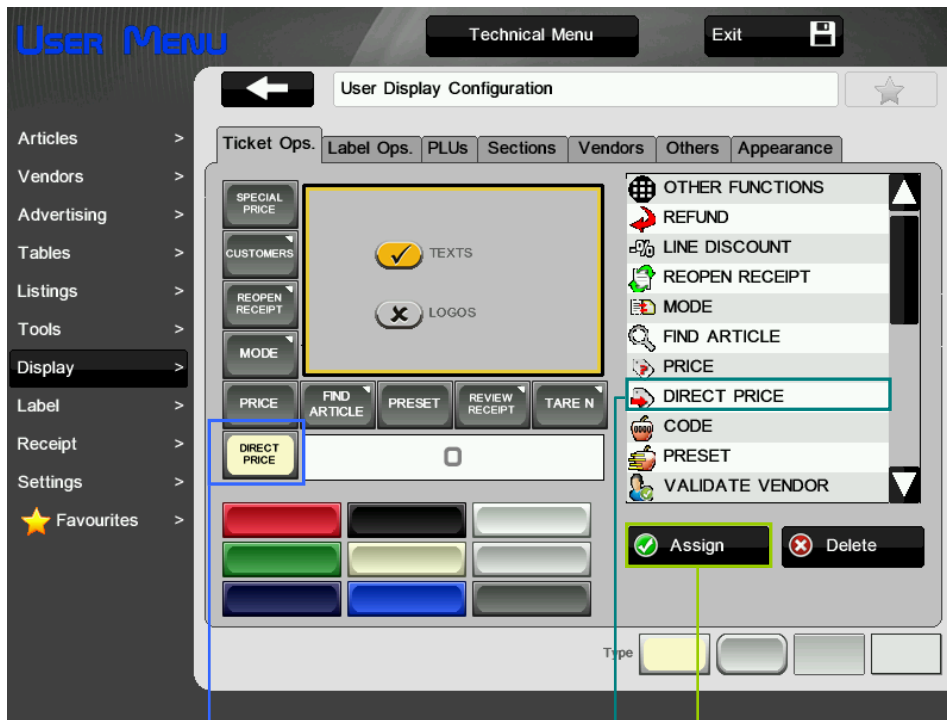 USER MENU
Technical Menu
Exit
User Display Configuration
Articles >
Vendors >
Advertising >
Tables >
Listings >
Tools >
Display >
Label >
Receipt >
Settings >
Favourites >
Ticket Ops.
Label Ops.
PLUs
Sections
Vendors
Others
Appearance
SPECIAL
PRICE
CUSTOMERS
REOPEN
RECEIPT
MODE
TEXTS
LOGOS
PRICE
FIND
ARTICLE
PRESET
REVIEW
RECEIPT
TARE N
DIRECT
PRICE
0
OTHER FUNCTIONS
REFUND
LINE DISCOUNT
REOPEN RECEIPT
MODE
FIND ARTICLE
PRICE
DIRECT PRICE
CODE
PRESET
VALIDATE VENDOR
Assign
Delete
Type